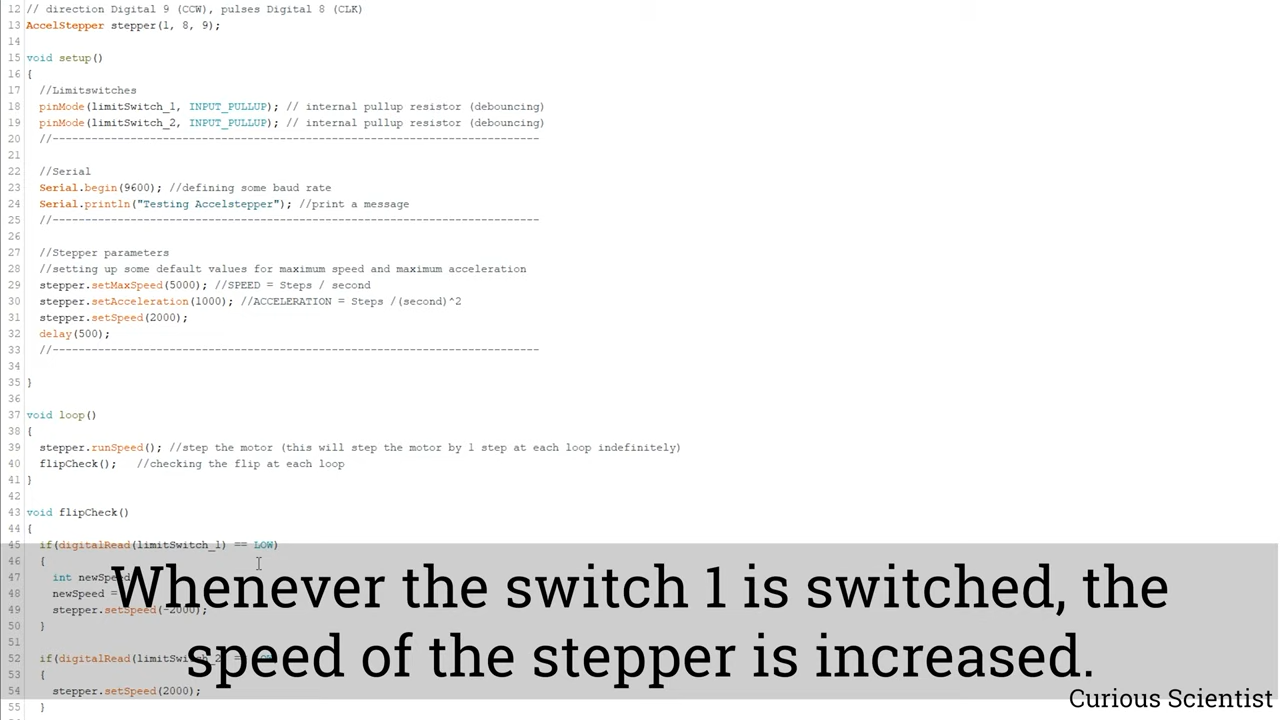 12 // direction Digital 9 (CCW), pulses Digital 8 (CLK)
13 AccelStepper stepper(1, 8, 9);
14
15 void setup()
16 {
17 //Limitswitches
18 pinMode(limitSwitch_1, INPUT_PULLUP); // internal pullup resistor (debouncing)
19 pinMode(limitSwitch_2, INPUT_PULLUP); // internal pullup resistor (debouncing)
20 //---------------------------------------------------------------------------
21
22 //Serial
23 Serial.begin(9600); //defining some baud rate
24 Serial.println("Testing Accelstepper"); //print a message
25 //---------------------------------------------------------------------------
26
27 //Stepper parameters
28 //setting up some default values for maximum speed and maximum acceleration
29 stepper.setMaxSpeed(5000); //SPEED = Steps / second
30 stepper.setAcceleration(1000); //ACCELERATION = Steps /(second)^2
31 stepper.setSpeed(2000);
32 delay(500);
33 //---------------------------------------------------------------------------
34
35 }
36
37 void loop()
38 {
39 stepper.runSpeed(); //step the motor (this will step the motor by 1 step at each loop indefinitely)
40 flipCheck(); //checking the flip at each loop
41 }
42
43 void flipCheck()
44 {
45 if(digitalRead(limitSwitch_1) == LOW)
46 {
47 int newSpeed
48 newSpeed =
49 stepper.setSpeed(-2000);
50 }
51
52 if(digitalRead(limitSwitch_2
53 {
54 stepper.setSpeed(2000);
55 }
Whenever the switch 1 is switched, the
speed of the stepper is increased.
Curious Scientist